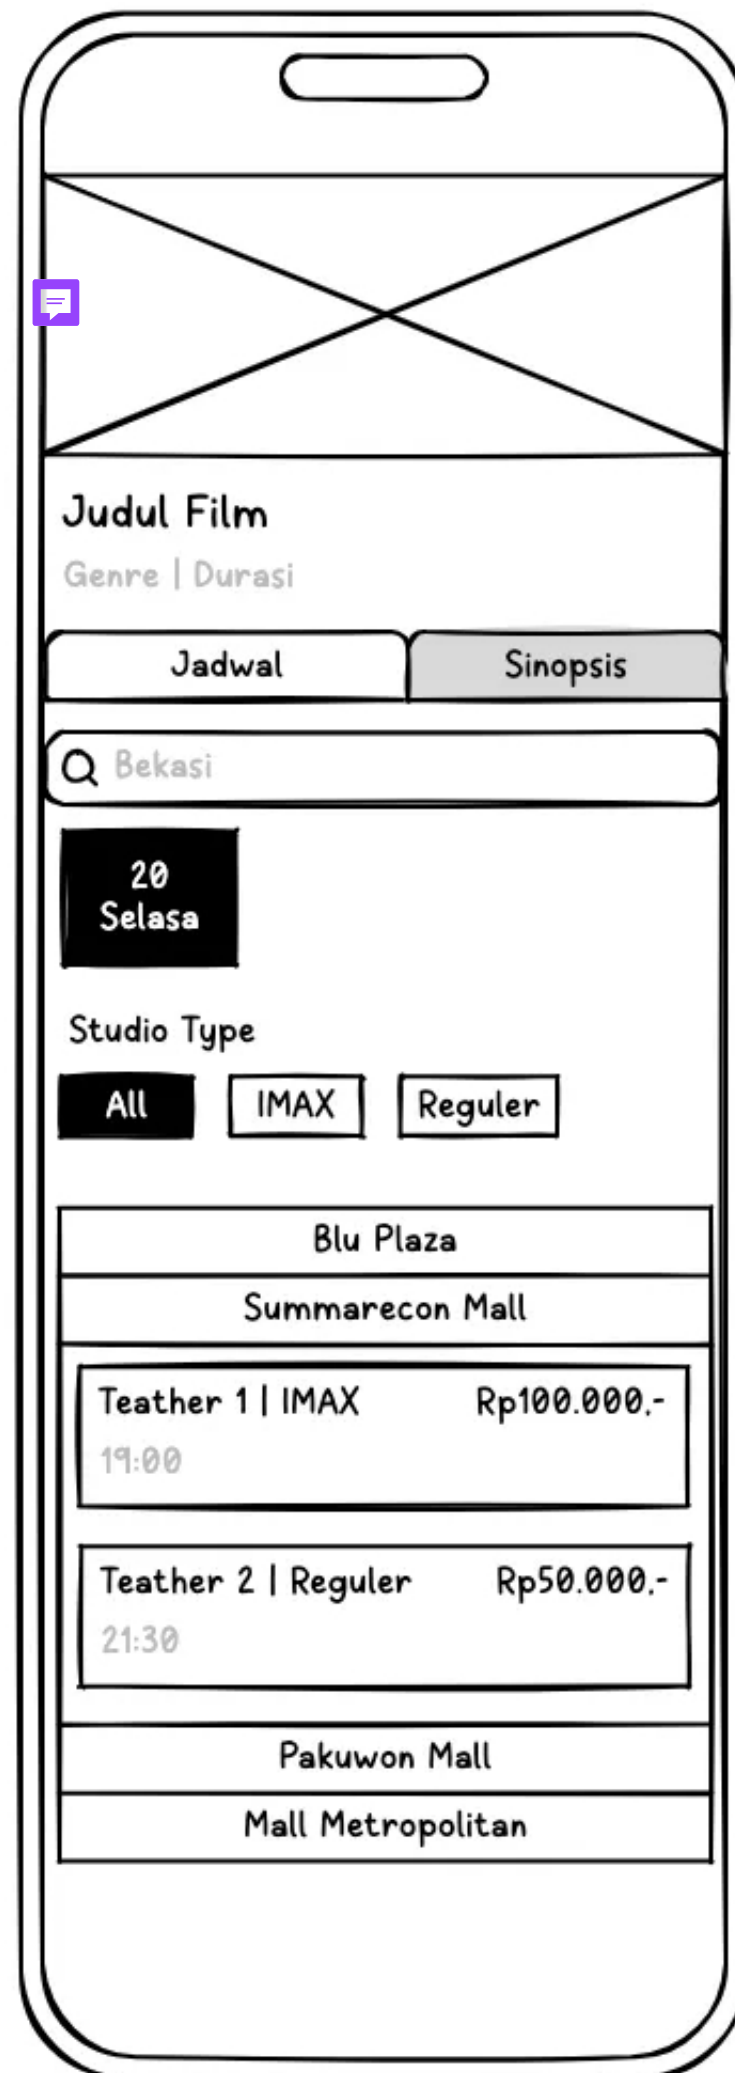 Judul Film
Genre | Durasi
Jadwal Sinopsis
Bekasi
20
Selasa
Studio Type
All IMAX Reguler
Blu Plaza
Summarecon Mall
Teather 1 | IMAX Rp100.000,-
19:00
Teather 2 | Reguler Rp50.000,-
21:30
Pakuwon Mall
Mall Metropolitan